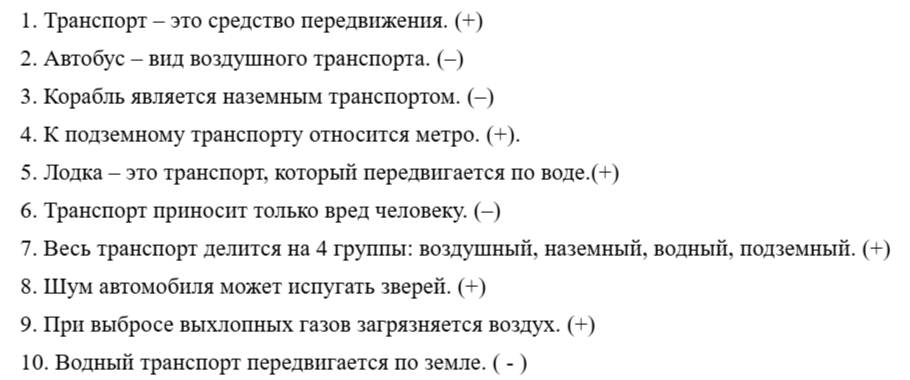 1. Транспорт – это средство передвижения. (+)
2. Автобус – вид воздушного транспорта. (–)
3. Корабль является наземным транспортом. (–)
4. К подземному транспорту относится метро. (+).
5. Лодка – это транспорт, который передвигается по воде.(+)
6. Транспорт приносит только вред человеку. (–)
7. Весь транспорт делится на 4 группы: воздушный, наземный, водный, подземный. (+)
8. Шум автомобиля может испугать зверей. (+)
9. При выбросе выхлопных газов загрязняется воздух. (+)
10. Водный транспорт передвигается по земле. ( - )